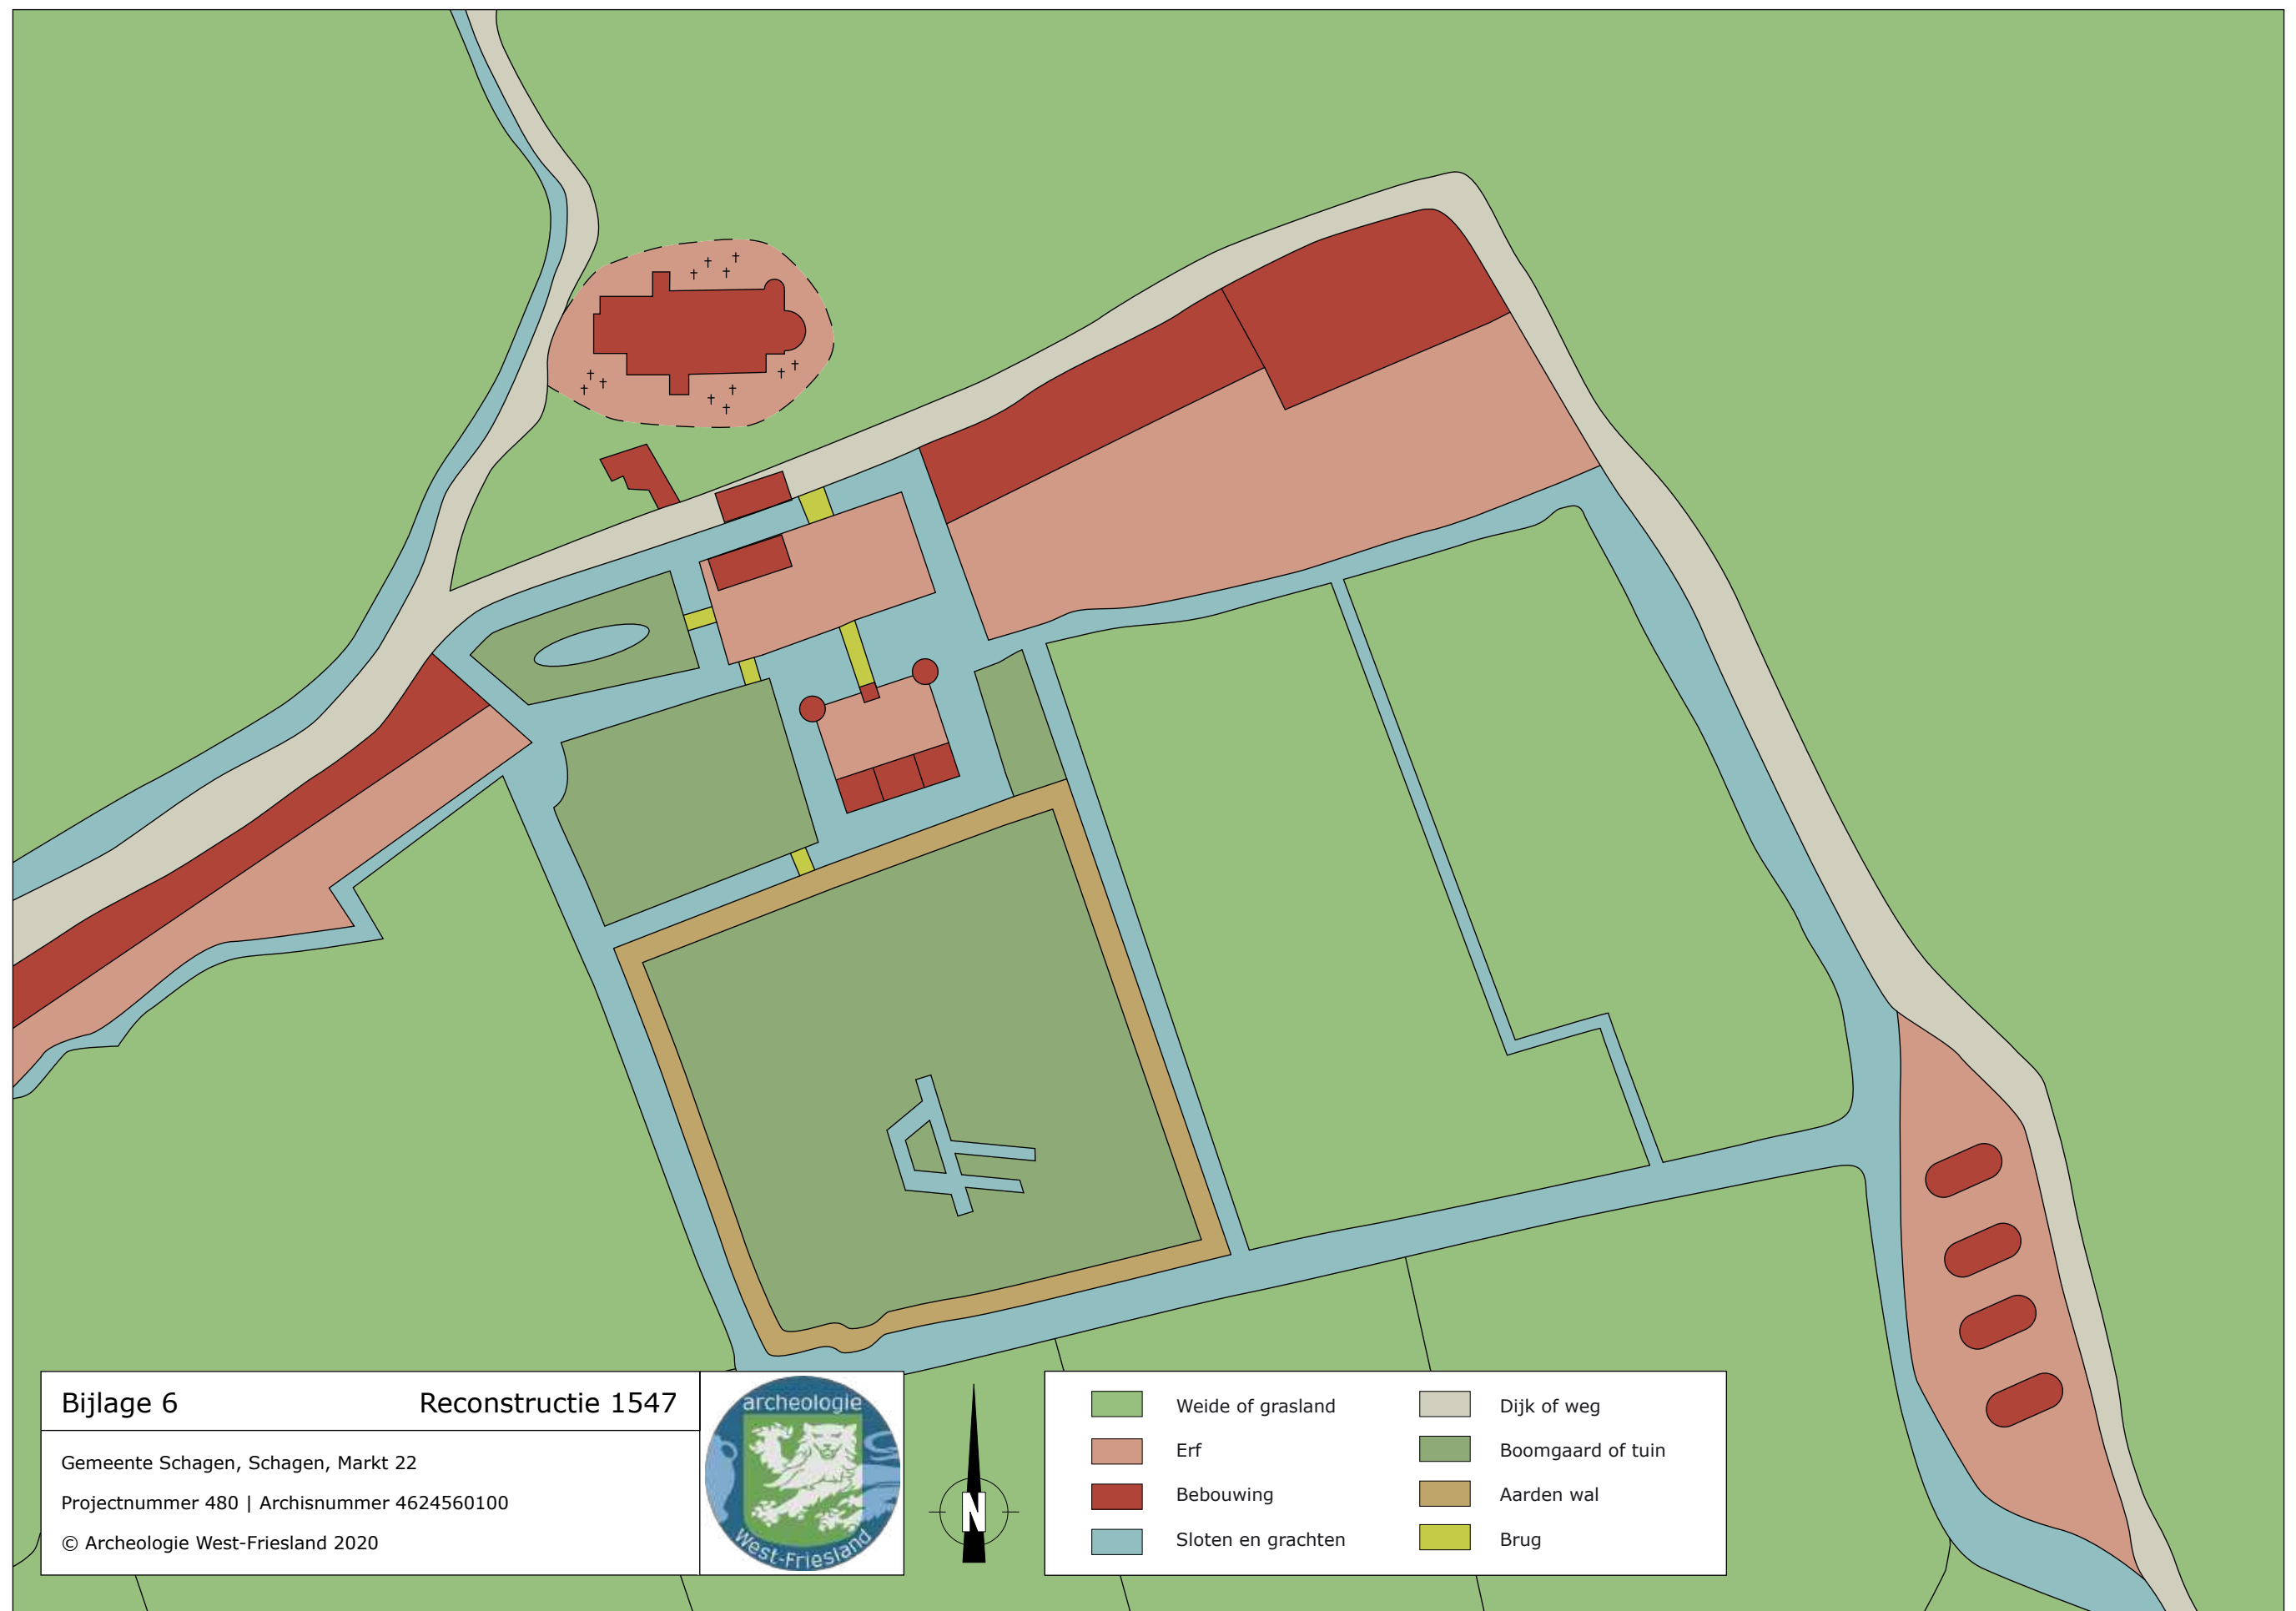 Bijlage 6 Reconstructie 1547
Gemeente Schagen, Schagen, Markt 22
Projectnummer 480 | Archisnummer 4624560100
© Archeologie West-Friesland 2020
archeologie
West-Friesland
N
Weide of grasland
Erf
Bebouwing
Sloten en grachten
Dijk of weg
Boomgaard of tuin
Aarden wal
Brug